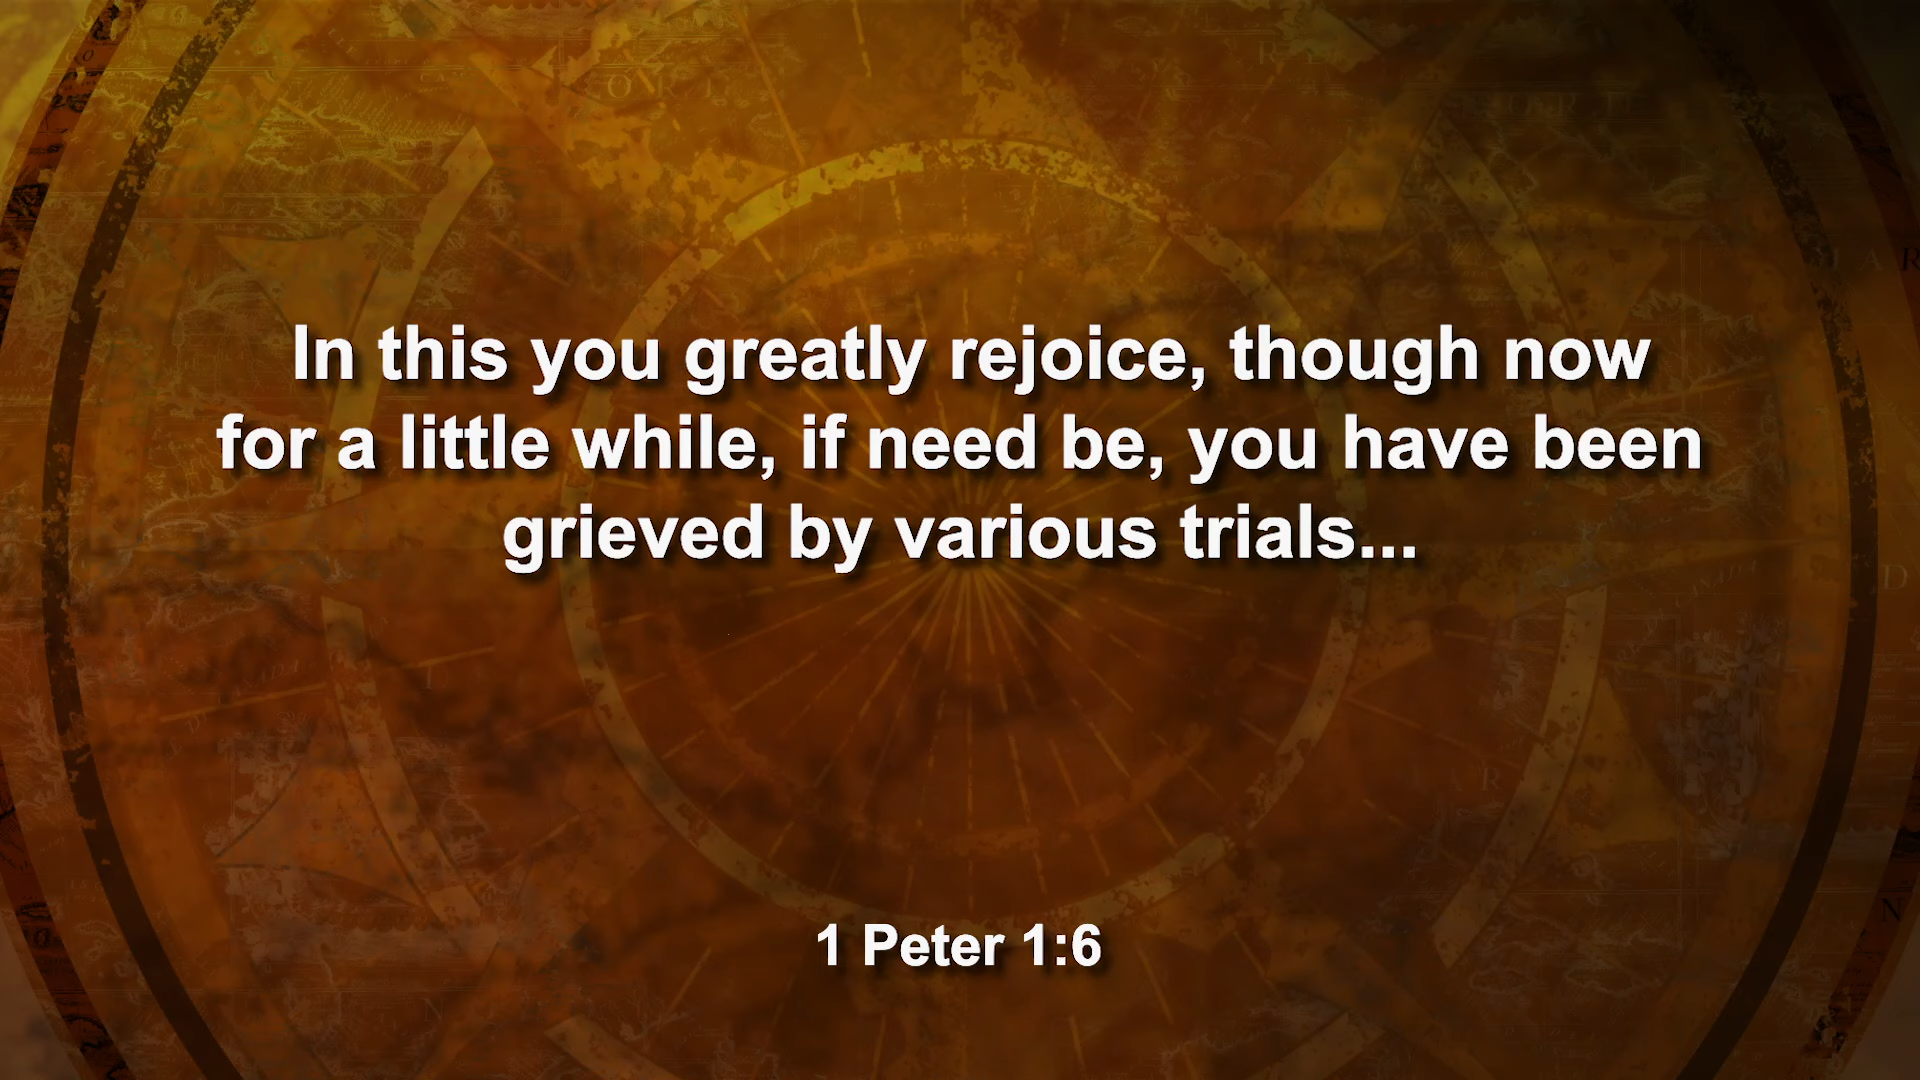 In this you greatly rejoice, though now
for a little while, if need be, you have been
grieved by various trials...
1 Peter 1:6